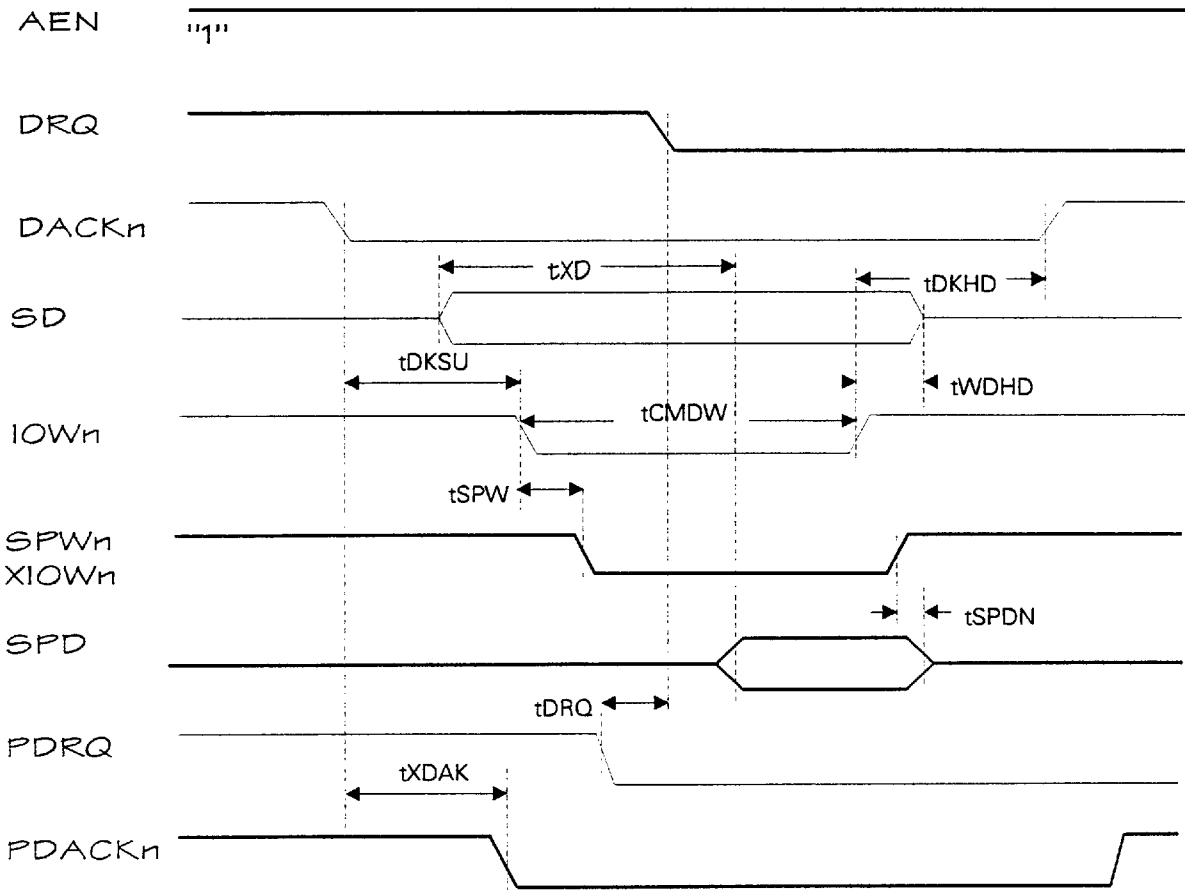 AEN
"1"
DRQ
DACKn
tXD
tDKHD
SD
tDKSU
tWDHD
tCMDW
IOWn
tSPW
SPWn
XIOWn
tSPDN
SPD
tDRQ
PDRQ
tXDAK
PDACKn